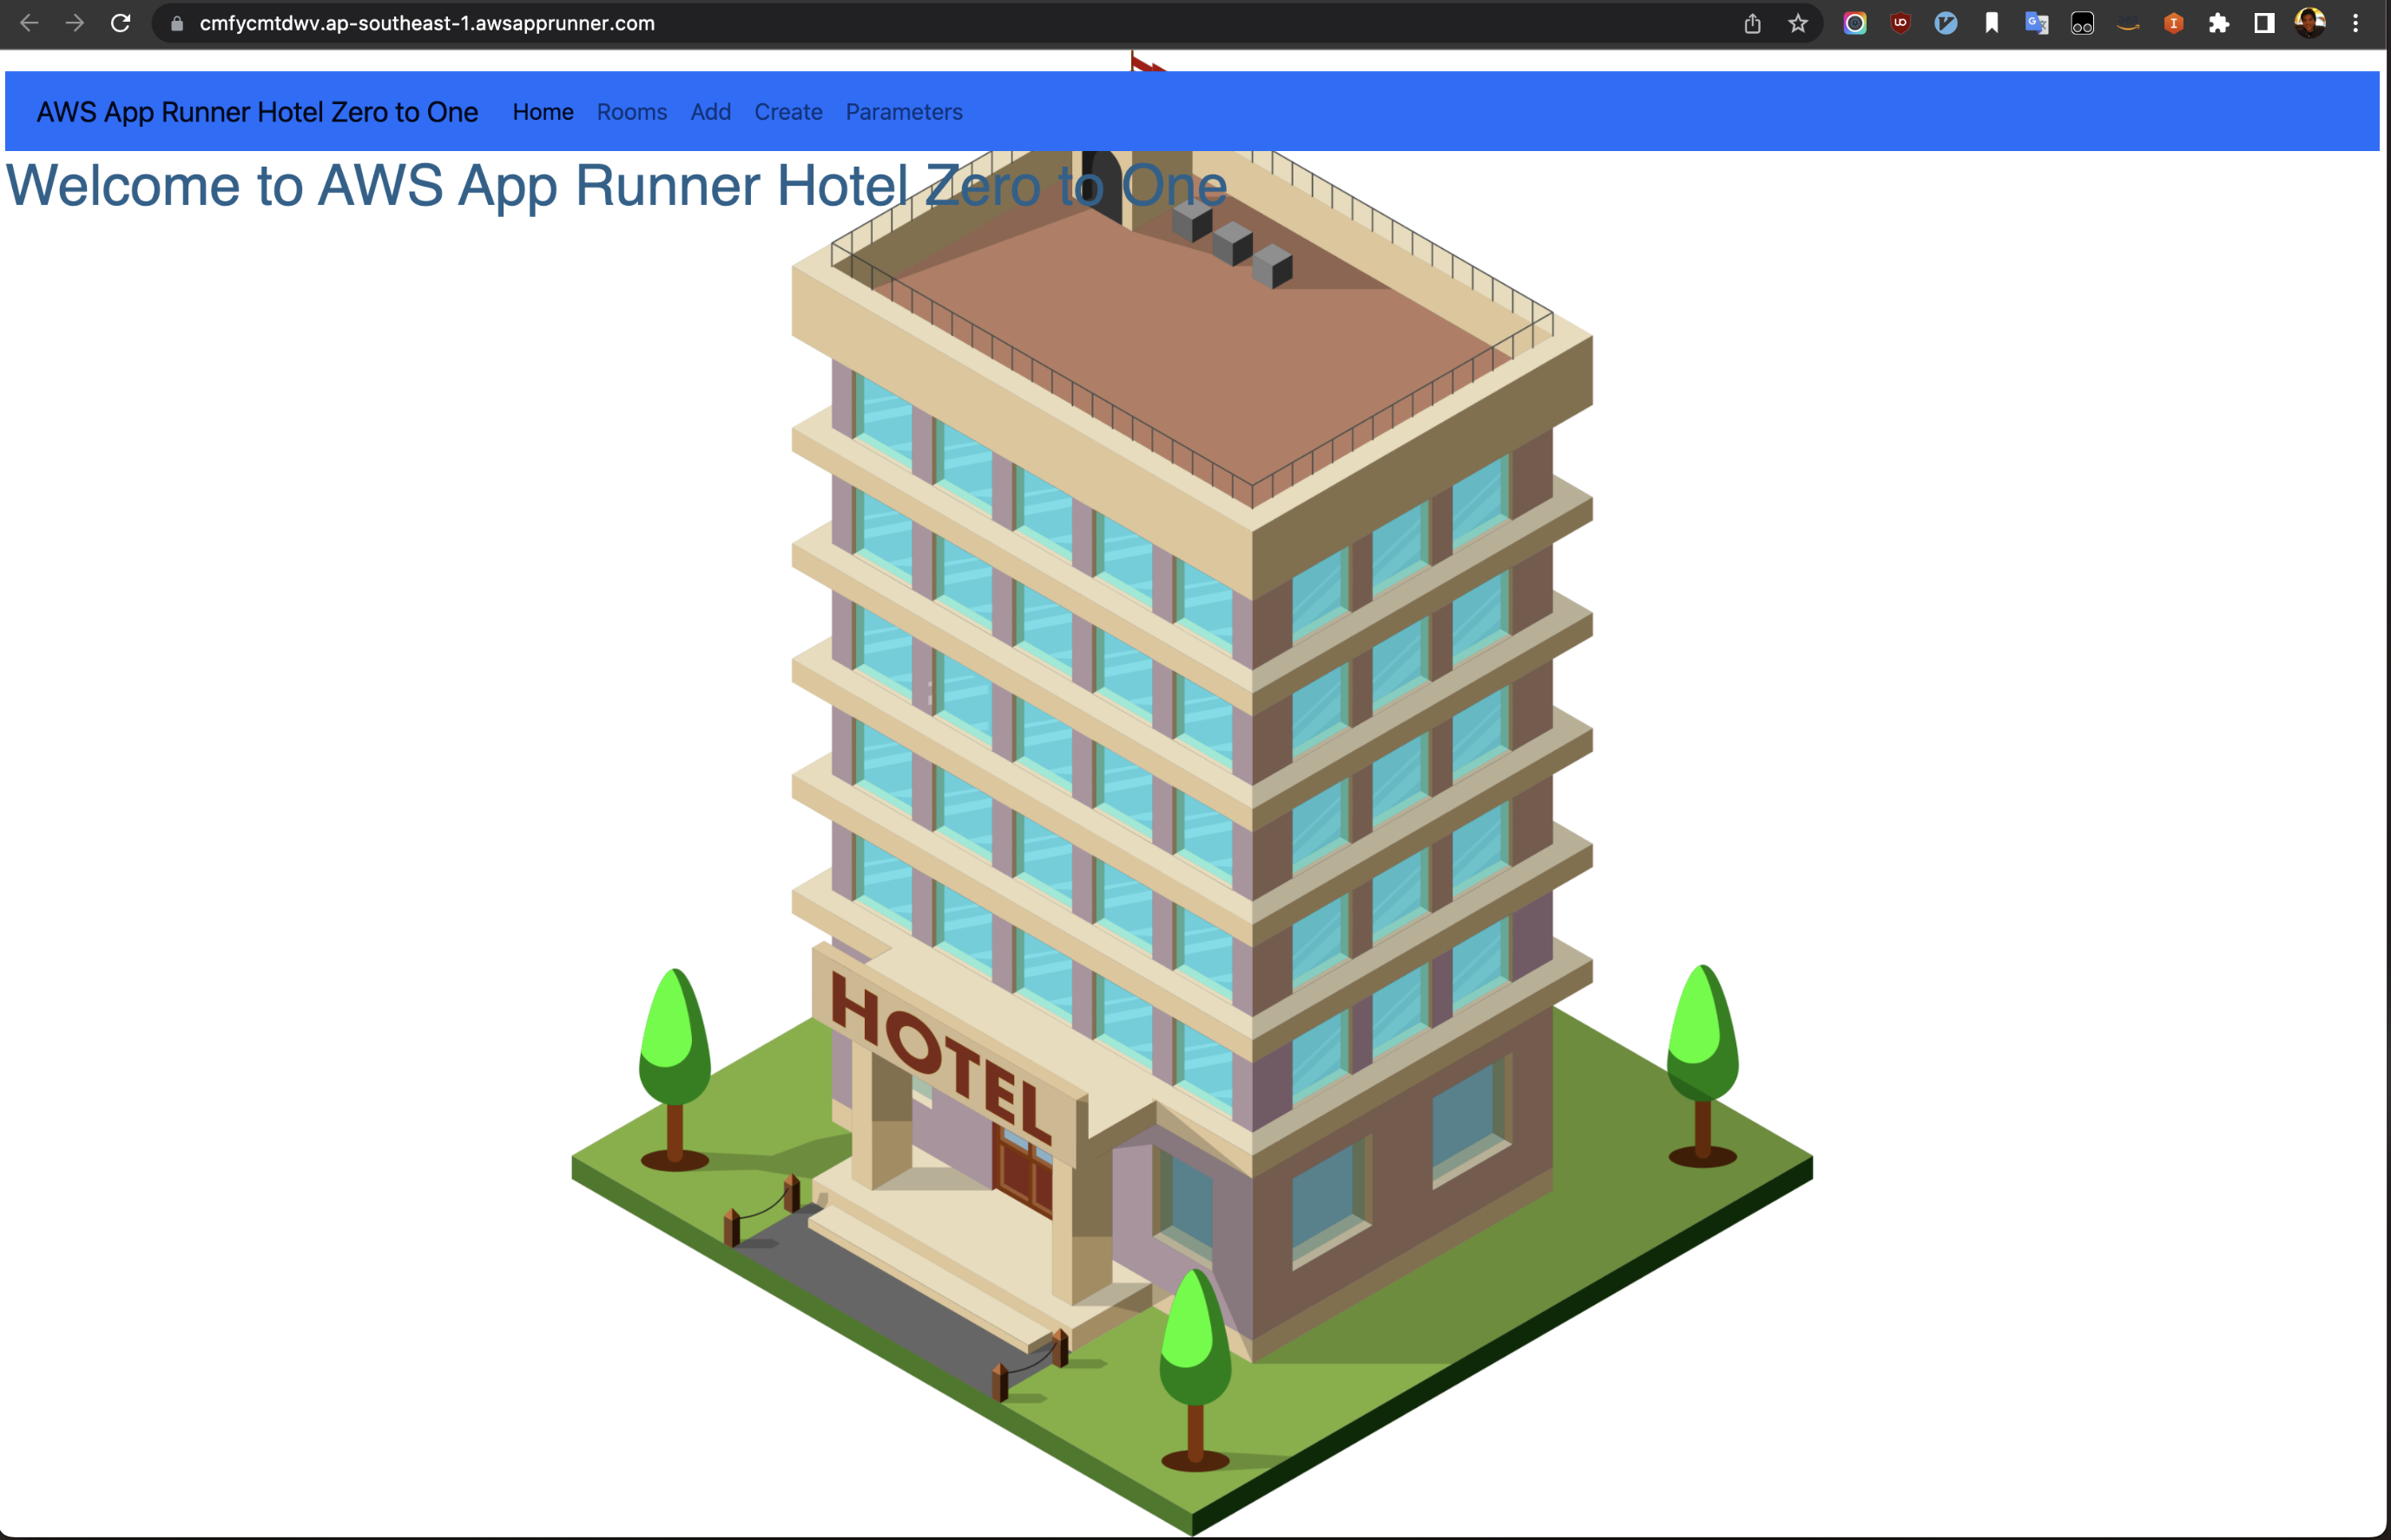 cmfycmtdwv.ap-southeast-1.awsapprunner.com
AWS App Runner Hotel Zero to One Home Rooms Add Create Parameters
Welcome to AWS App Runner Hotel Zero to One
HOTEL